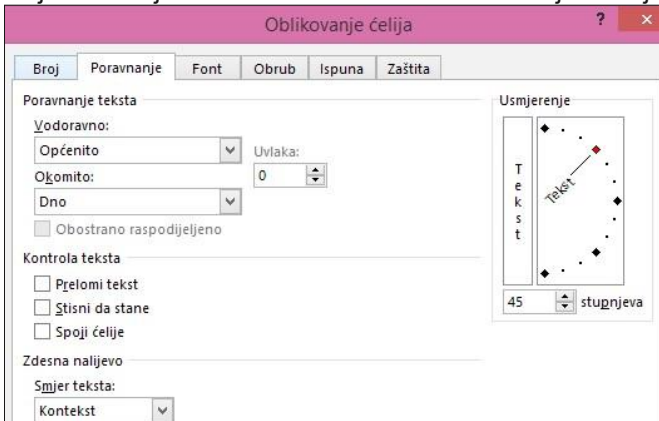 Oblikovanje ćelija
?
×
Broj Poravnanje Font Obrub Ispuna Zaštita
Poravnanje teksta
Vodoravno:
Općenito
Uvlaka:
0
Okomito:
Dno
Obostrano raspodijeljeno
Kontrola teksta
Prelomi tekst
Stisni da stane
Spoji ćelije
Zdesna nalijevo
Smjer teksta:
Kontekst
Usmjerenje
Tekst
Tekst
45 stupnjeva